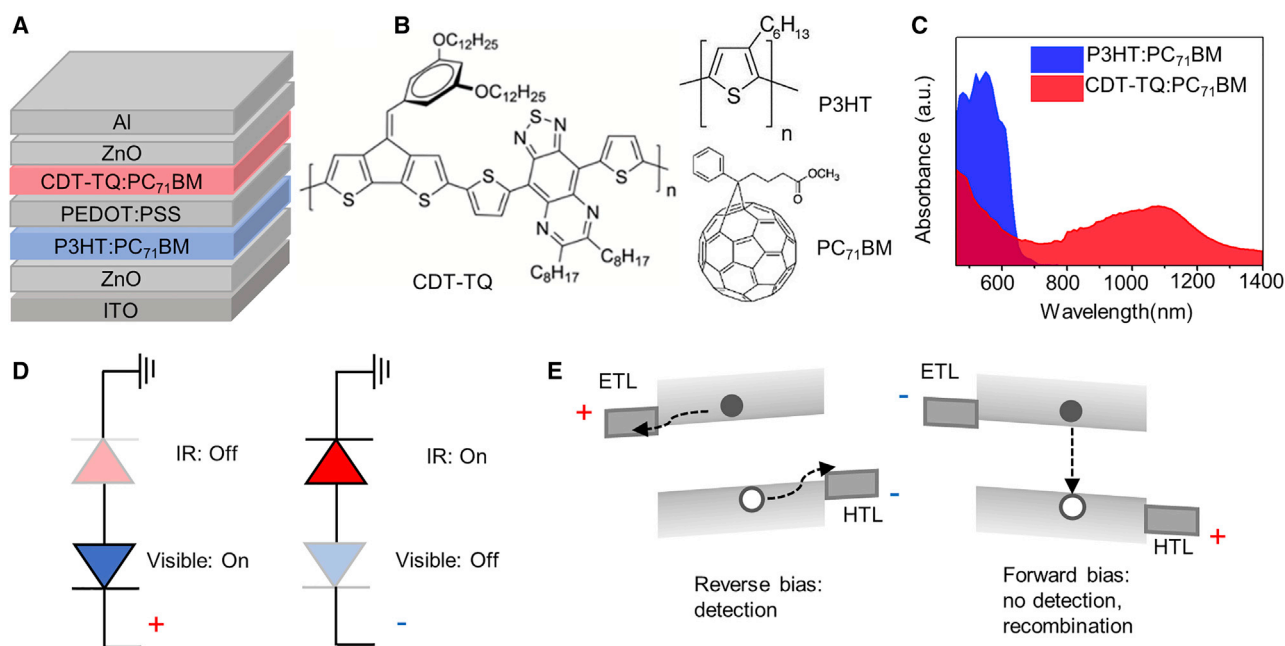 A
Al
ZnO
CDT-TQ:PC₇₁BM
PEDOT:PSS
P3HT:PC₇₁BM
ZnO
ITO
B
OC₁₂H₂₅
OC₁₂H₂₅
S
S
S
N
S
N
N
N
S
n
C₈H₁₇
C₈H₁₇
CDT-TQ
C₆H₁₃
S
n
P3HT
OCH₃
O
PC₇₁BM
C
P3HT:PC₇₁BM
CDT-TQ:PC₇₁BM
Absorbance (a.u.)
600 800 1000 1200 1400
Wavelength(nm)
D
IR: Off
Visible: On
+
IR: On
Visible: Off
-
E
ETL
+
HTL
-
Reverse bias:
detection
ETL
-
HTL
+
Forward bias:
no detection,
recombination